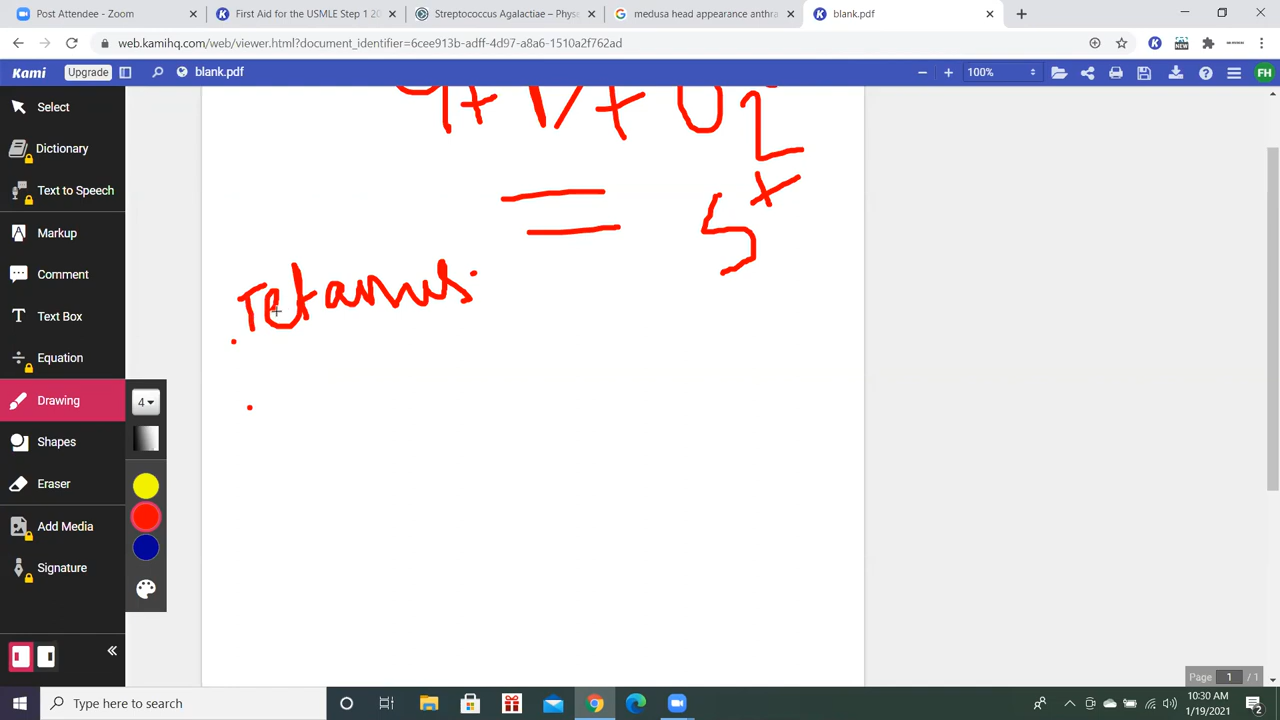 Post Attendee - Zoom
First Aid for the USMLE Step 1 20
Streptococcus Agalactiae – Physe
medusa head appearance anthra
blank.pdf
web.kamihq.com/web/viewer.html?document_identifier=6cee913b-adff-4d97-a8a6-1510a2f762ad
NEW
Kami
Upgrade
blank.pdf
100%
FH
Select
Dictionary
Text to Speech
Markup
Comment
Text Box
Equation
Drawing
4
Shapes
Eraser
Add Media
Signature
= 5+
Tetanus
Page 1 / 1
Type here to search
10:30 AM
1/19/2021
2